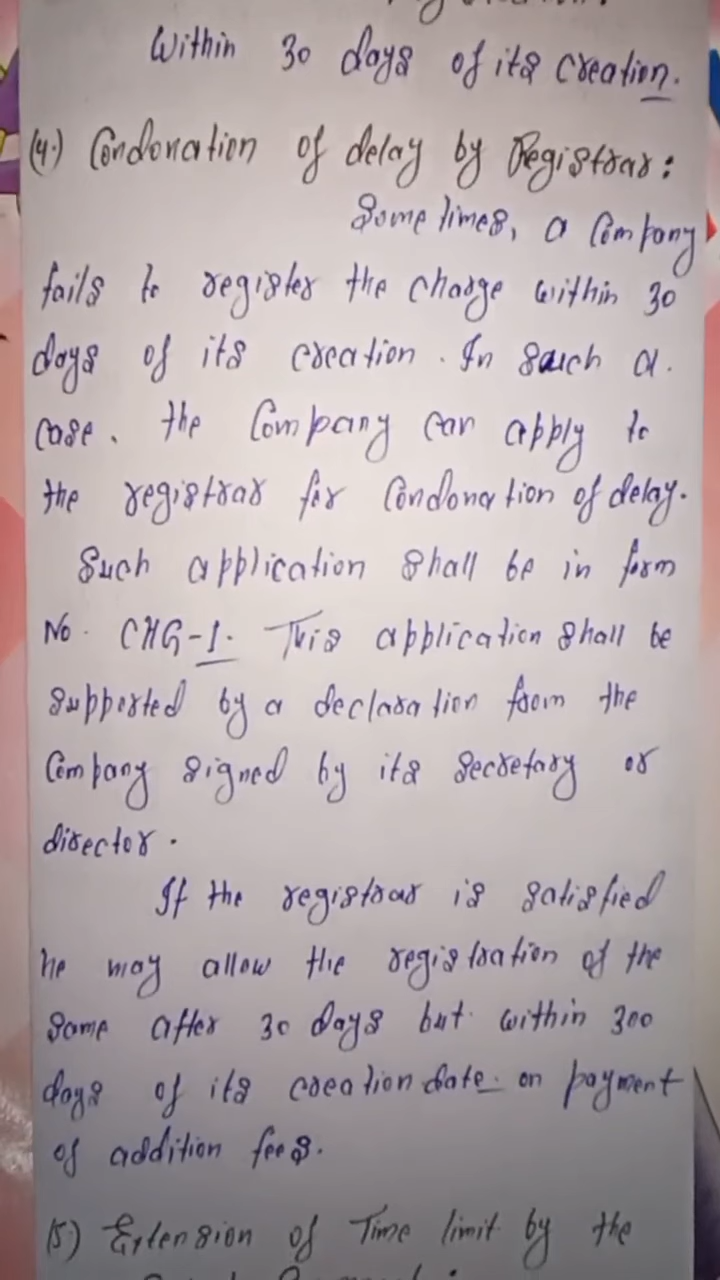 Within 30 days of its creation.
(4.) Condonation of delay by Registrar:
Some times, a Company
fails to register the charge within 30
days of its creation. In such a
case, the Company can apply to
the registrar for Condonation of delay.
Such application shall be in form
No. CHG-1. This application shall be
supported by a declaration from the
Company signed by its secretary or
director.
If the registrar is satisfied
he may allow the registration of the
same after 30 days but within 300
days of its creation date on payment
of addition fees.
(5) Extension of Time limit by the